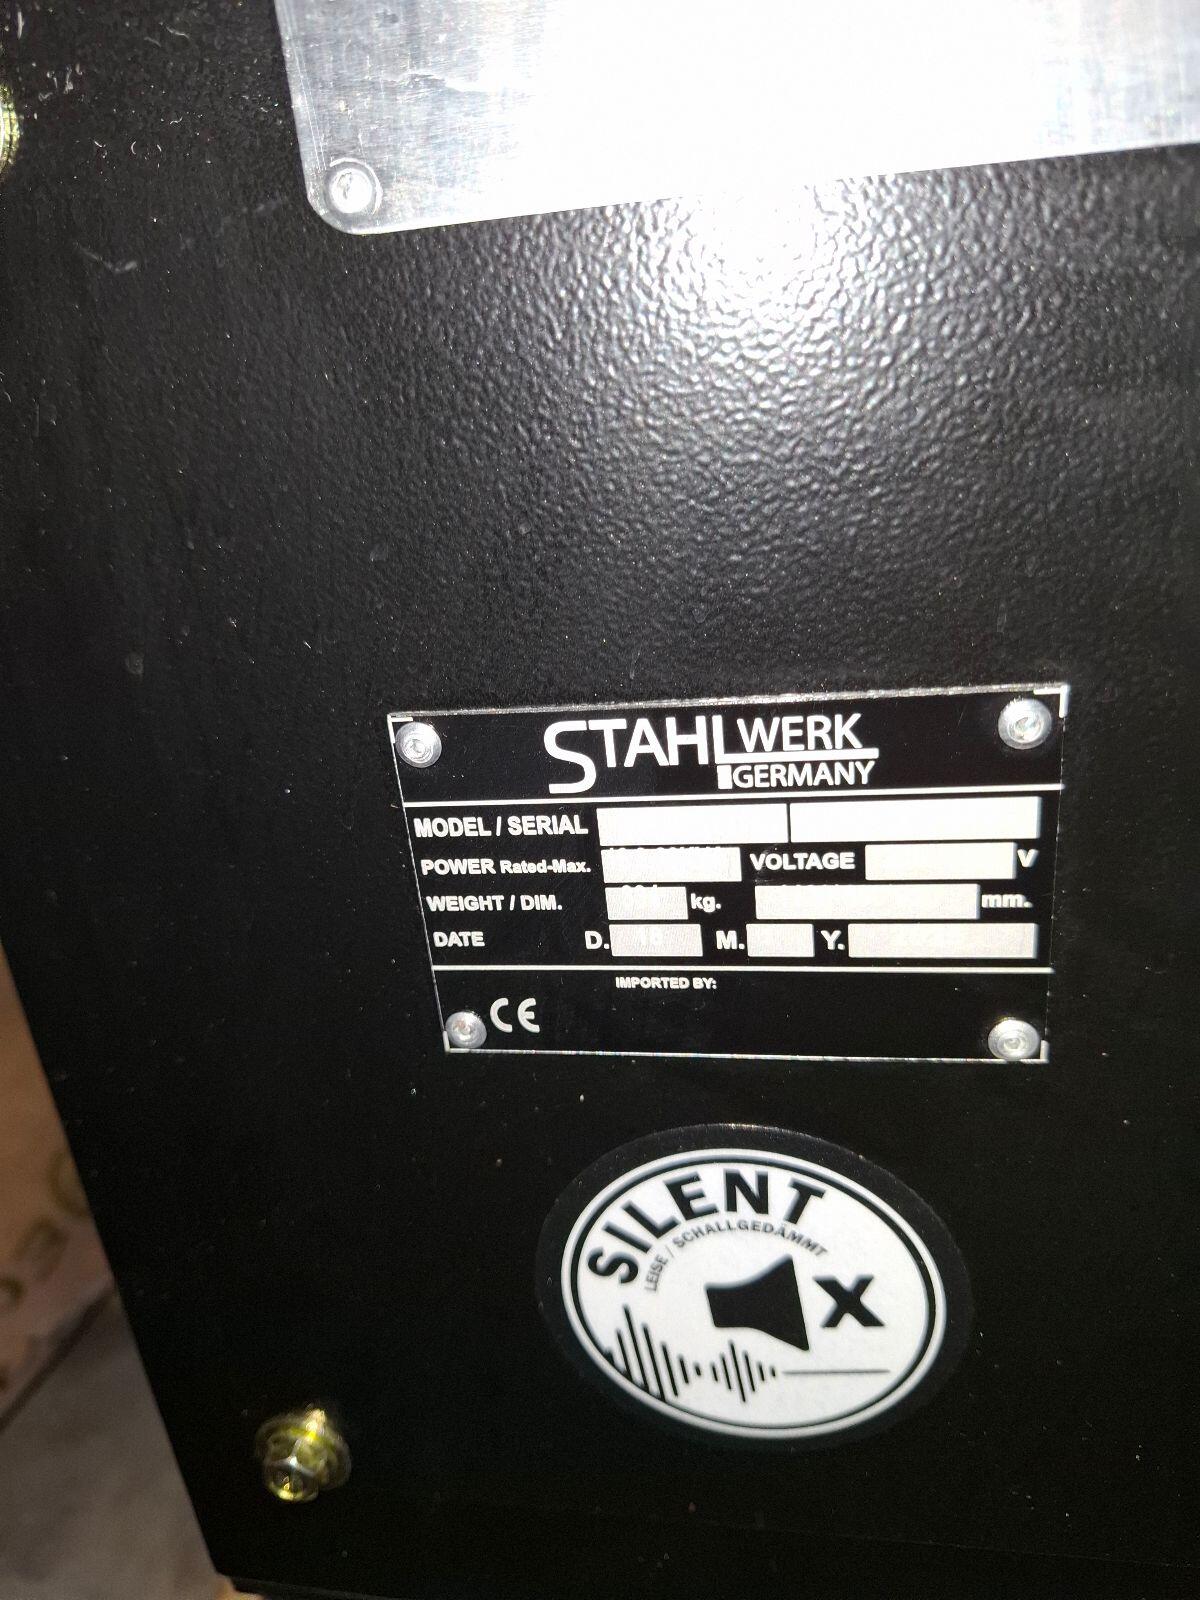 STAHLWERK
GERMANY
MODEL / SERIAL
POWER Rated-Max. VOLTAGE V
WEIGHT / DIM. kg. mm.
DATE D. 16 M. Y.
IMPORTED BY:
CE
SILENT
LEISE / SCHALLGEDÄMMT
X